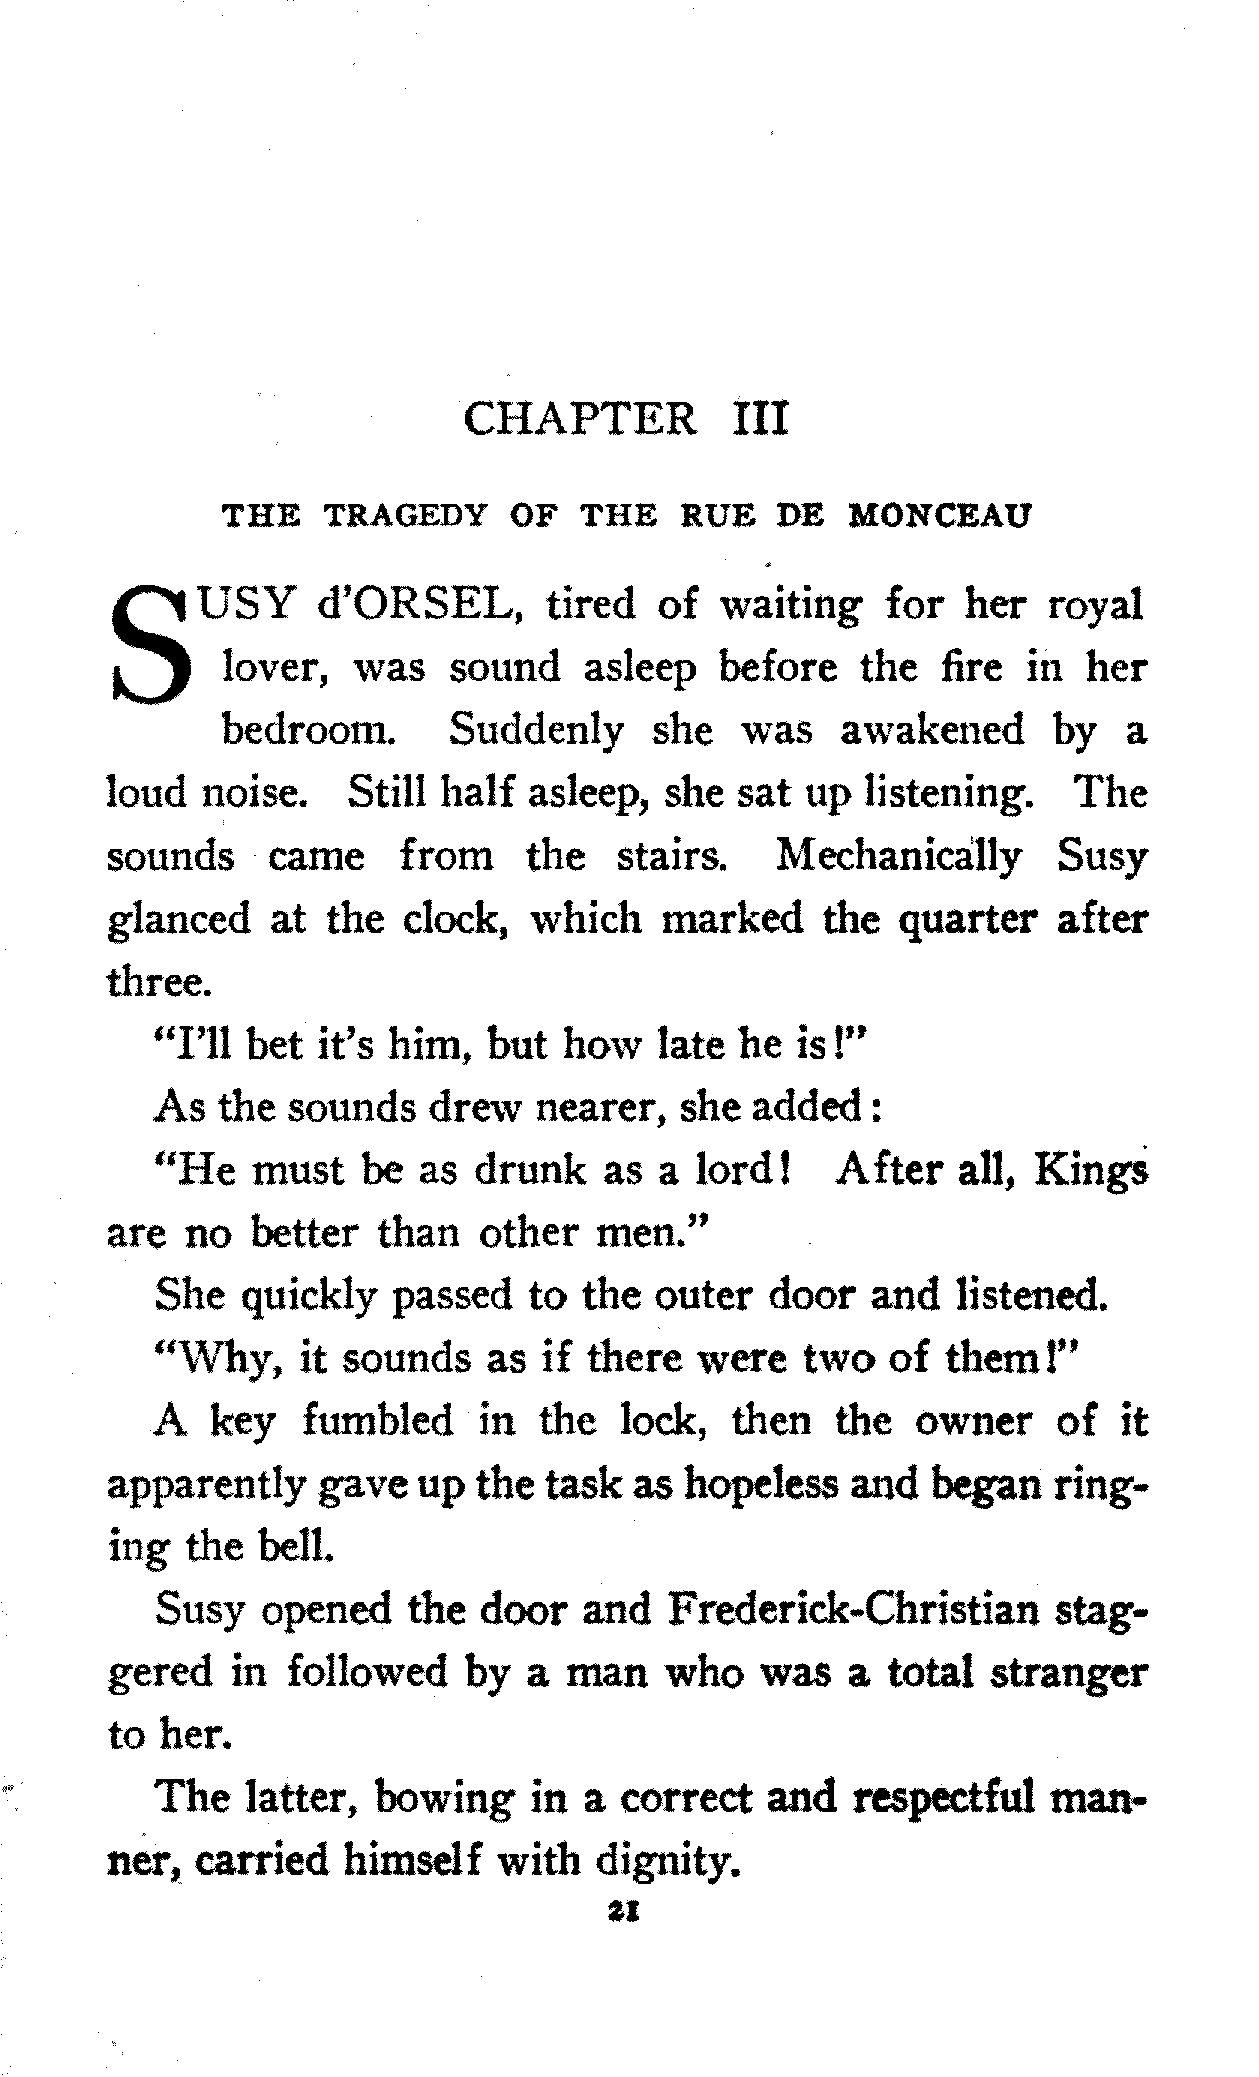 CHAPTER III
THE TRAGEDY OF THE RUE DE MONCEAU
SUSY d'ORSEL, tired of waiting for her royal
lover, was sound asleep before the fire in her
bedroom. Suddenly she was awakened by a
loud noise. Still half asleep, she sat up listening. The
sounds came from the stairs. Mechanically Susy
glanced at the clock, which marked the quarter after
three.
"I'll bet it's him, but how late he is!"
As the sounds drew nearer, she added:
"He must be as drunk as a lord! After all, Kings
are no better than other men."
She quickly passed to the outer door and listened.
"Why, it sounds as if there were two of them!"
A key fumbled in the lock, then the owner of it
apparently gave up the task as hopeless and began ring-
ing the bell.
Susy opened the door and Frederick-Christian stag-
gered in followed by a man who was a total stranger
to her.
The latter, bowing in a correct and respectful man-
ner, carried himself with dignity.
21